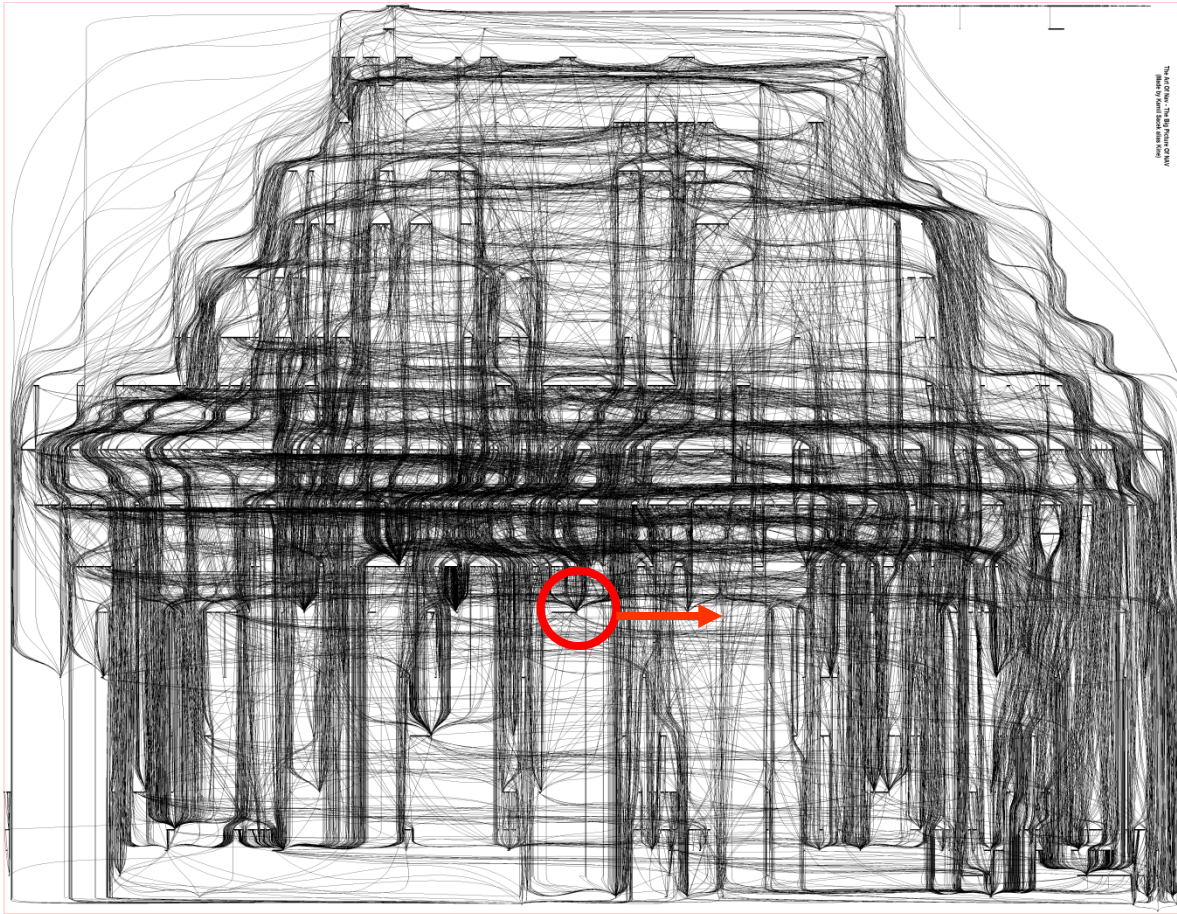 The Art Of Nav - The Big Picture Of NAV
(Made by Kamil Sacek alias Kine)